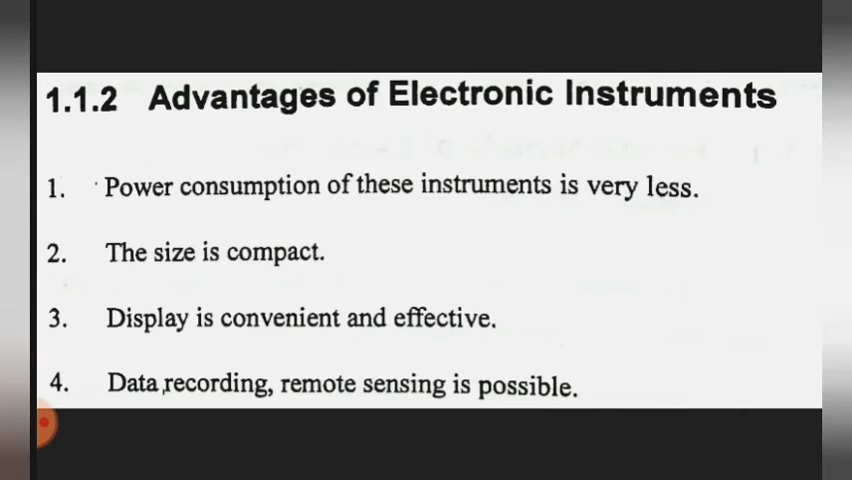 1.1.2 Advantages of Electronic Instruments
1. Power consumption of these instruments is very less.
2. The size is compact.
3. Display is convenient and effective.
4. Data recording, remote sensing is possible.